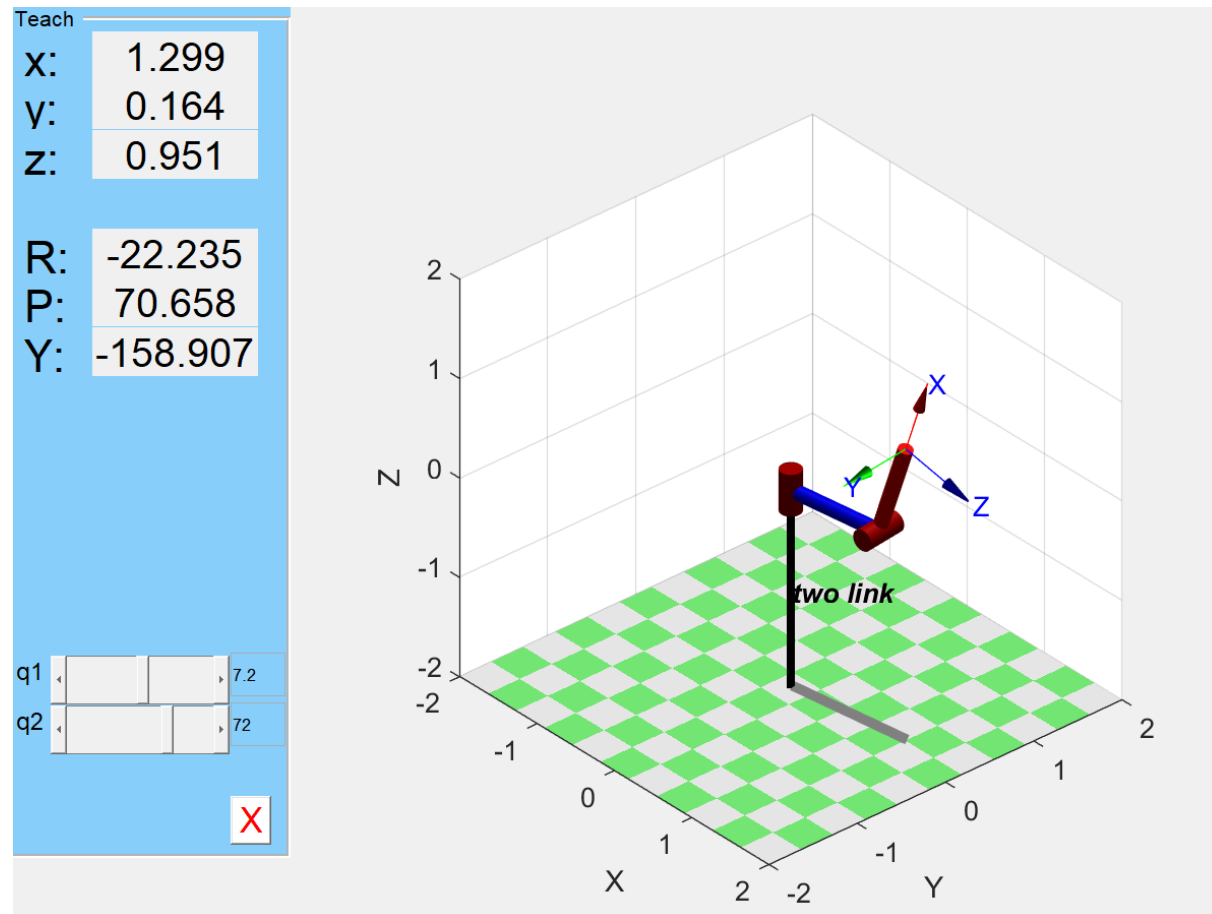 Teach
x: 1.299
y: 0.164
z: 0.951
R: -22.235
P: 70.658
Y: -158.907
q1 7.2
q2 72
X
2
1
0
-1
-2
Z
-2
-1
0
1
2
X
-2
-1
0
1
2
Y
X
Y
Z
two link